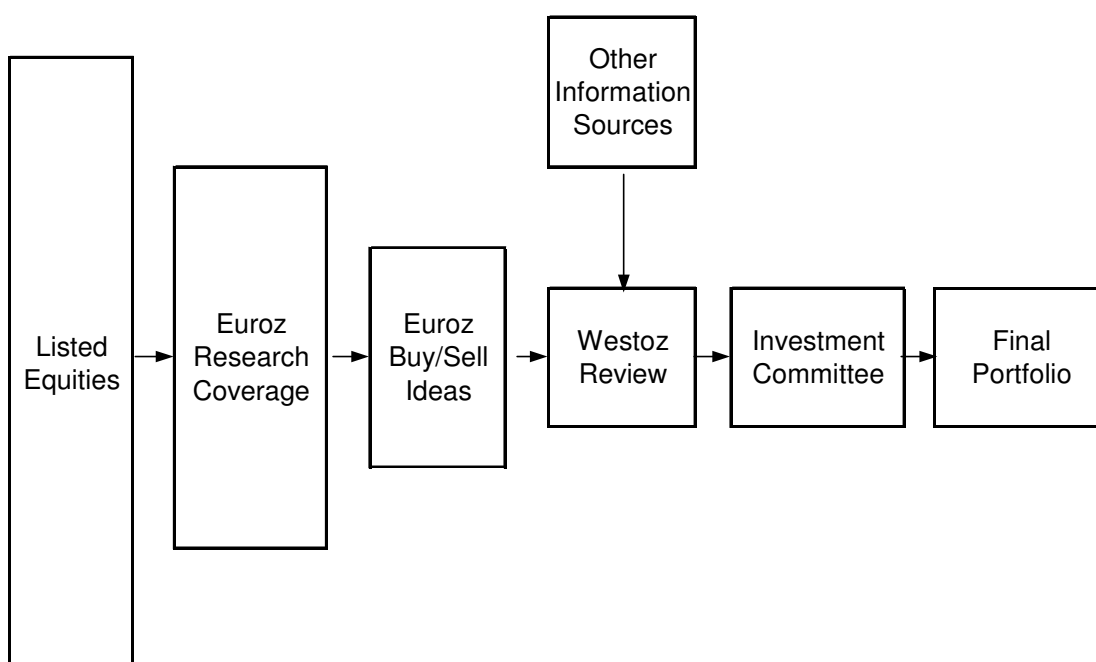 Other
Information
Sources
Listed
Equities
Euroz
Research
Coverage
Euroz
Buy/Sell
Ideas
Westoz
Review
Investment
Committee
Final
Portfolio